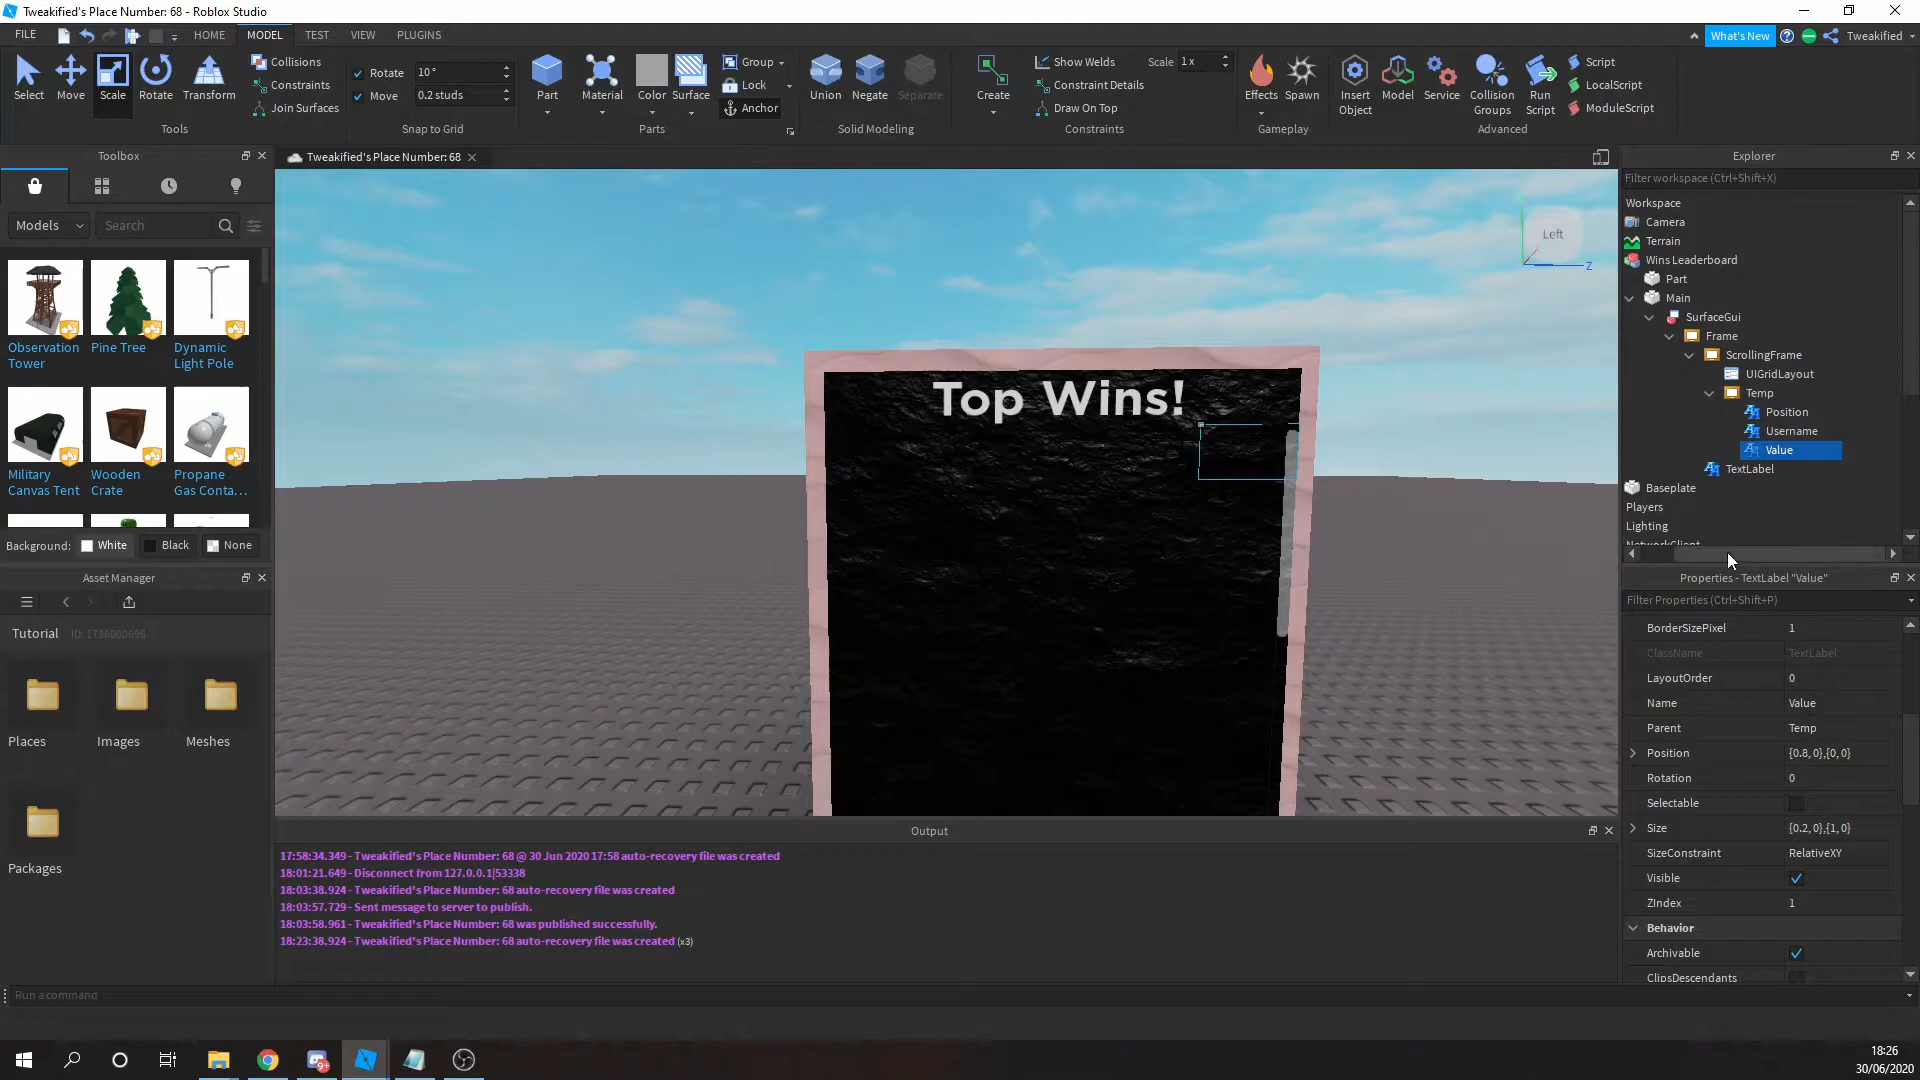 Tweakified's Place Number: 68 - Roblox Studio
FILE
HOME
MODEL
TEST
VIEW
PLUGINS
What's New
Tweakified
Select
Move
Scale
Rotate
Transform
Collisions
Constraints
Join Surfaces
Tools
Rotate
10°
Move
0.2 studs
Snap to Grid
Part
Material
Color
Surface
Group
Lock
Anchor
Parts
Union
Negate
Separate
Solid Modeling
Create
Show Welds
Scale
1 x
Constraint Details
Draw On Top
Constraints
Effects
Spawn
Gameplay
Insert
Object
Model
Service
Collision
Groups
Run
Script
Script
LocalScript
ModuleScript
Advanced
Toolbox
Models
Search
Observation
Tower
Pine Tree
Dynamic
Light Pole
Military
Canvas Tent
Wooden
Crate
Propane
Gas Conta...
Background:
White
Black
None
Asset Manager
Tutorial
Places
Images
Meshes
Packages
Tweakified's Place Number: 68
Left
Z
Top Wins!
Output
17:58:34.349 - Tweakified's Place Number: 68 @ 30 Jun 2020 17:58 auto-recovery file was created
18:01:21.649 - Disconnect from 127.0.0.1|53338
18:03:38.924 - Tweakified's Place Number: 68 auto-recovery file was created
18:03:57.729 - Sent message to server to publish.
18:03:58.961 - Tweakified's Place Number: 68 was published successfully.
18:23:38.924 - Tweakified's Place Number: 68 auto-recovery file was created (x3)
Run a command
Explorer
Filter workspace (Ctrl+Shift+X)
Workspace
Camera
Terrain
Wins Leaderboard
Part
Main
SurfaceGui
Frame
ScrollingFrame
UIGridLayout
Temp
Position
Username
Value
TextLabel
Baseplate
Players
Lighting
NetworkClient
Properties - TextLabel "Value"
Filter Properties (Ctrl+Shift+P)
BorderSizePixel 1
ClassName TextLabel
LayoutOrder 0
Name Value
Parent Temp
Position {0.8, 0},{0, 0}
Rotation 0
Selectable
Size {0.2, 0},{1, 0}
SizeConstraint RelativeXY
Visible
ZIndex 1
Behavior
Archivable
ClipsDescendants
9+
18:26
30/06/2020